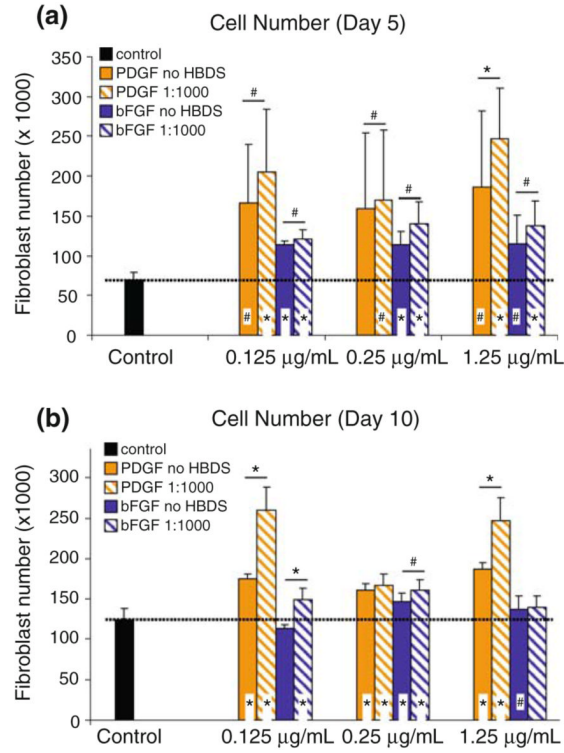 (a)
Cell Number (Day 5)
Fibroblast number (x 1000)
350
300
250
200
150
100
50
0
control
PDGF no HBDS
PDGF 1:1000
bFGF no HBDS
bFGF 1:1000
# # # # * #
# * * * # * * # * # *
Control 0.125 μg/mL 0.25 μg/mL 1.25 μg/mL
(b)
Cell Number (Day 10)
Fibroblast number (x1000)
300
250
200
150
100
50
0
control
PDGF no HBDS
PDGF 1:1000
bFGF no HBDS
bFGF 1:1000
* * # *
* * * * * * * * * #
Control 0.125 μg/mL 0.25 μg/mL 1.25 μg/mL